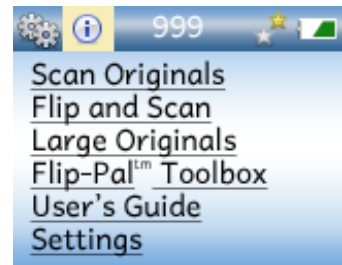 999
Scan Originals
Flip and Scan
Large Originals
Flip-Pal™ Toolbox
User's Guide
Settings